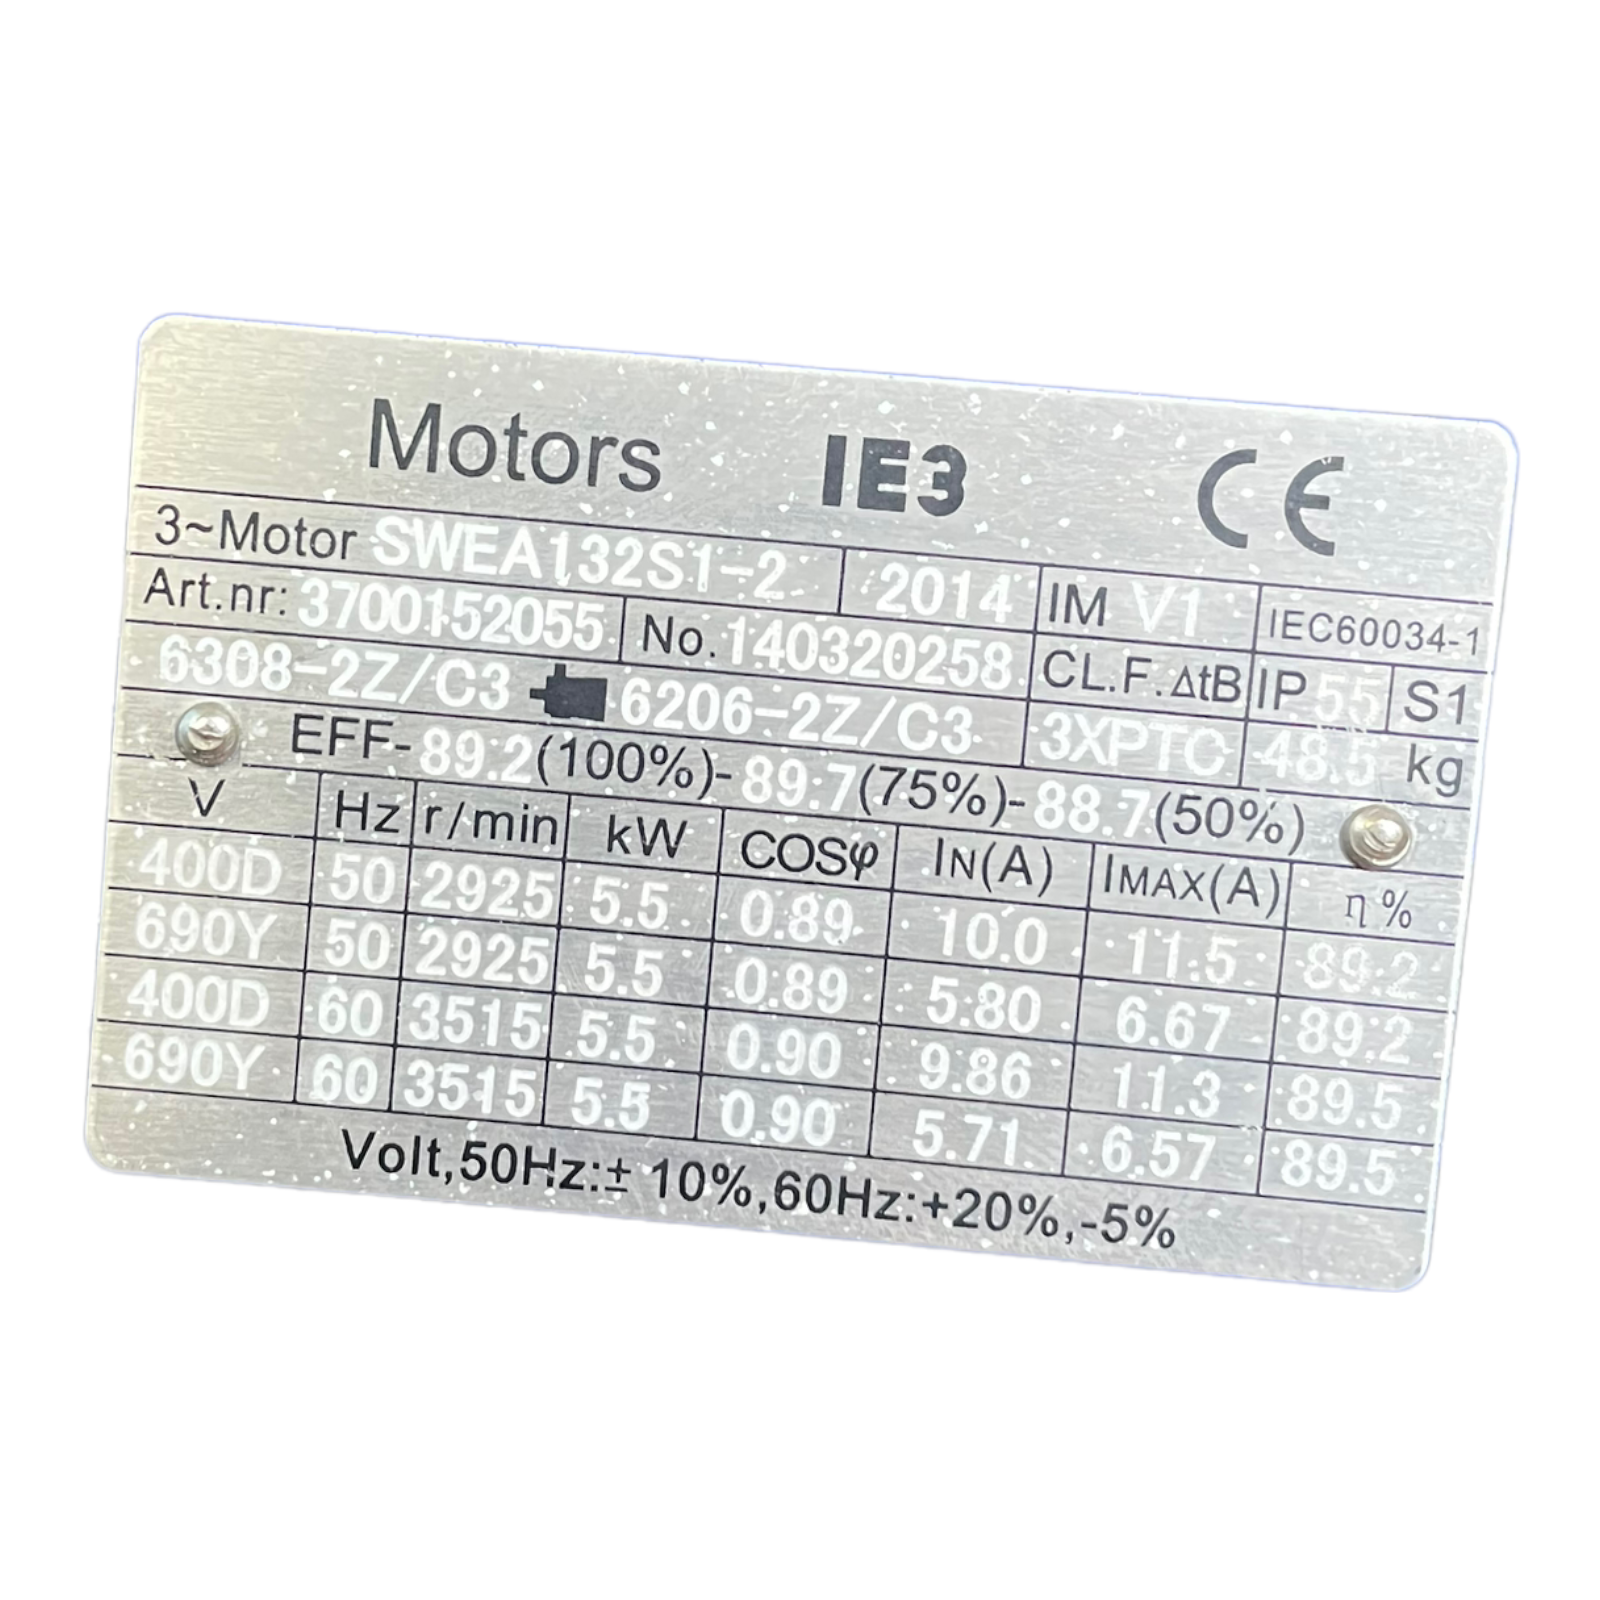 Motors IE3 CE
3~Motor SWEA132S1-2 2014 IM V1 IEC60034-1
Art.nr: 3700152055 No. 140320258 CL.F. ΔtB IP 55 S1
6308-2Z/C3 6206-2Z/C3 3XPTC 48.5 kg
EFF- 89.2(100%)- 89.7(75%)- 88.7(50%)
V Hz r/min kW COSφ IN(A) IMAX(A) η%
400D 50 2925 5.5 0.89 10.0 11.5 89.2
690Y 50 2925 5.5 0.89 5.80 6.67 89.2
400D 60 3515 5.5 0.90 9.86 11.3 89.5
690Y 60 3515 5.5 0.90 5.71 6.57 89.5
Volt,50Hz:± 10%,60Hz:+20%,-5%